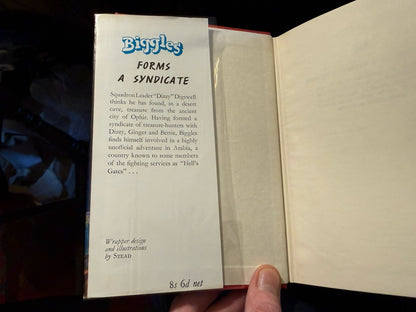 Biggles
FORMS
A SYNDICATE
Squadron Leader "Dizzy" Digswell
thinks he has found, in a desert
cave, treasure from the ancient
city of Ophir. Having formed a
syndicate of treasure-hunters with
Dizzy, Ginger and Bertie, Biggles
finds himself involved in a highly
unofficial adventure in Arabia, a
country known to some members
of the fighting services as "Hell's
Gates" . . .
Wrapper design
and illustrations
by STEAD
8s 6d net